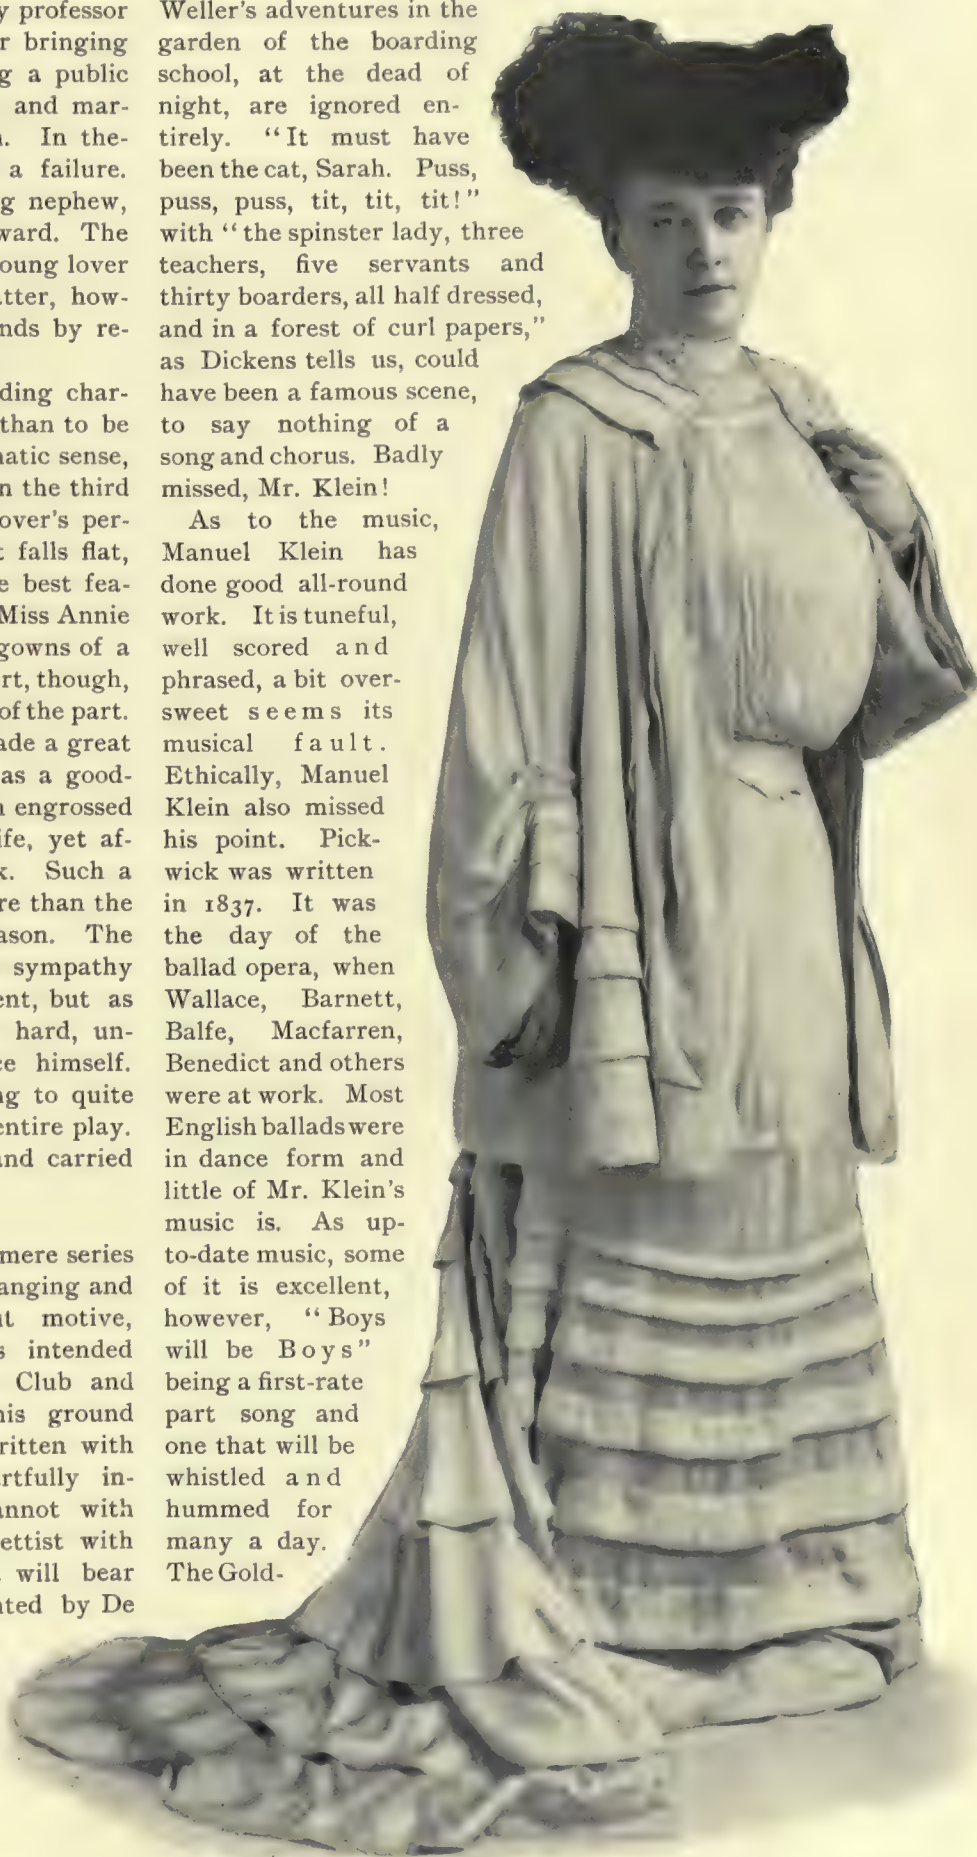 y professor
r bringing
g a public
and mar-
. In the-
a failure.
g nephew,
ward. The
oung lover
tter, how-
nds by re-
ding char-
than to be
atic sense,
n the third
over's per-
t falls flat,
e best fea-
Miss Annie
gowns of a
rt, though,
of the part.
ade a great
as a good-
n engrossed
ife, yet af-
k. Such a
re than the
ason. The
sympathy
ent, but as
hard, un-
ce himself.
ng to quite
entire play.
and carried
mere series
anging and
t motive,
s intended
Club and
his ground
ritten with
artfully in-
annot with
ettist with
will bear
ated by De
Weller's adventures in the
garden of the boarding
school, at the dead of
night, are ignored en-
tirely. "It must have
been the cat, Sarah. Puss,
puss, puss, tit, tit, tit!"
with "the spinster lady, three
teachers, five servants and
thirty boarders, all half dressed,
and in a forest of curl papers,"
as Dickens tells us, could
have been a famous scene,
to say nothing of a
song and chorus. Badly
missed, Mr. Klein!
As to the music,
Manuel Klein has
done good all-round
work. It is tuneful,
well scored and
phrased, a bit over-
sweet seems its
musical fault.
Ethically, Manuel
Klein also missed
his point. Pick-
wick was written
in 1837. It was
the day of the
ballad opera, when
Wallace, Barnett,
Balfe, Macfarren,
Benedict and others
were at work. Most
English ballads were
in dance form and
little of Mr. Klein's
music is. As up-
to-date music, some
of it is excellent,
however, "Boys
will be Boys"
being a first-rate
part song and
one that will be
whistled and
hummed for
many a day.
The Gold-